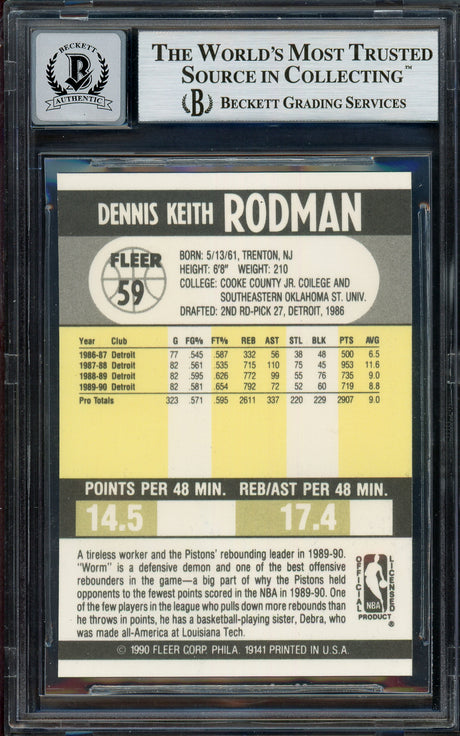 BECKETT
B
AUTHENTIC
THE WORLD'S MOST TRUSTED
SOURCE IN COLLECTING™
B BECKETT GRADING SERVICES
DENNIS KEITH RODMAN
FLEER
59
BORN: 5/13/61, TRENTON, NJ
HEIGHT: 6'8" WEIGHT: 210
COLLEGE: COOKE COUNTY JR. COLLEGE AND
SOUTHEASTERN OKLAHOMA ST. UNIV.
DRAFTED: 2ND RD-PICK 27, DETROIT, 1986
Year Club G FG% FT% REB AST STL BLK PTS AVG
1986-87 Detroit 77 .545 .587 332 56 38 48 500 6.5
1987-88 Detroit 82 .561 .535 715 110 75 45 953 11.6
1988-89 Detroit 82 .595 .626 772 99 55 76 735 9.0
1989-90 Detroit 82 .581 .654 792 72 52 60 719 8.8
Pro Totals 323 .571 .595 2611 337 220 229 2907 9.0
POINTS PER 48 MIN. REB/AST PER 48 MIN.
14.5 17.4
A tireless worker and the Pistons' rebounding leader in 1989-90.
"Worm" is a defensive demon and one of the best offensive
rebounders in the game—a big part of why the Pistons held
opponents to the fewest points scored in the NBA in 1989-90. One
of the few players in the league who pulls down more rebounds than
he throws in points, he has a basketball-playing sister, Debra, who
was made all-America at Louisiana Tech.
OFFICIAL
LICENSED
NBA
PRODUCT ®
© 1990 FLEER CORP. PHILA. 19141 PRINTED IN U.S.A.